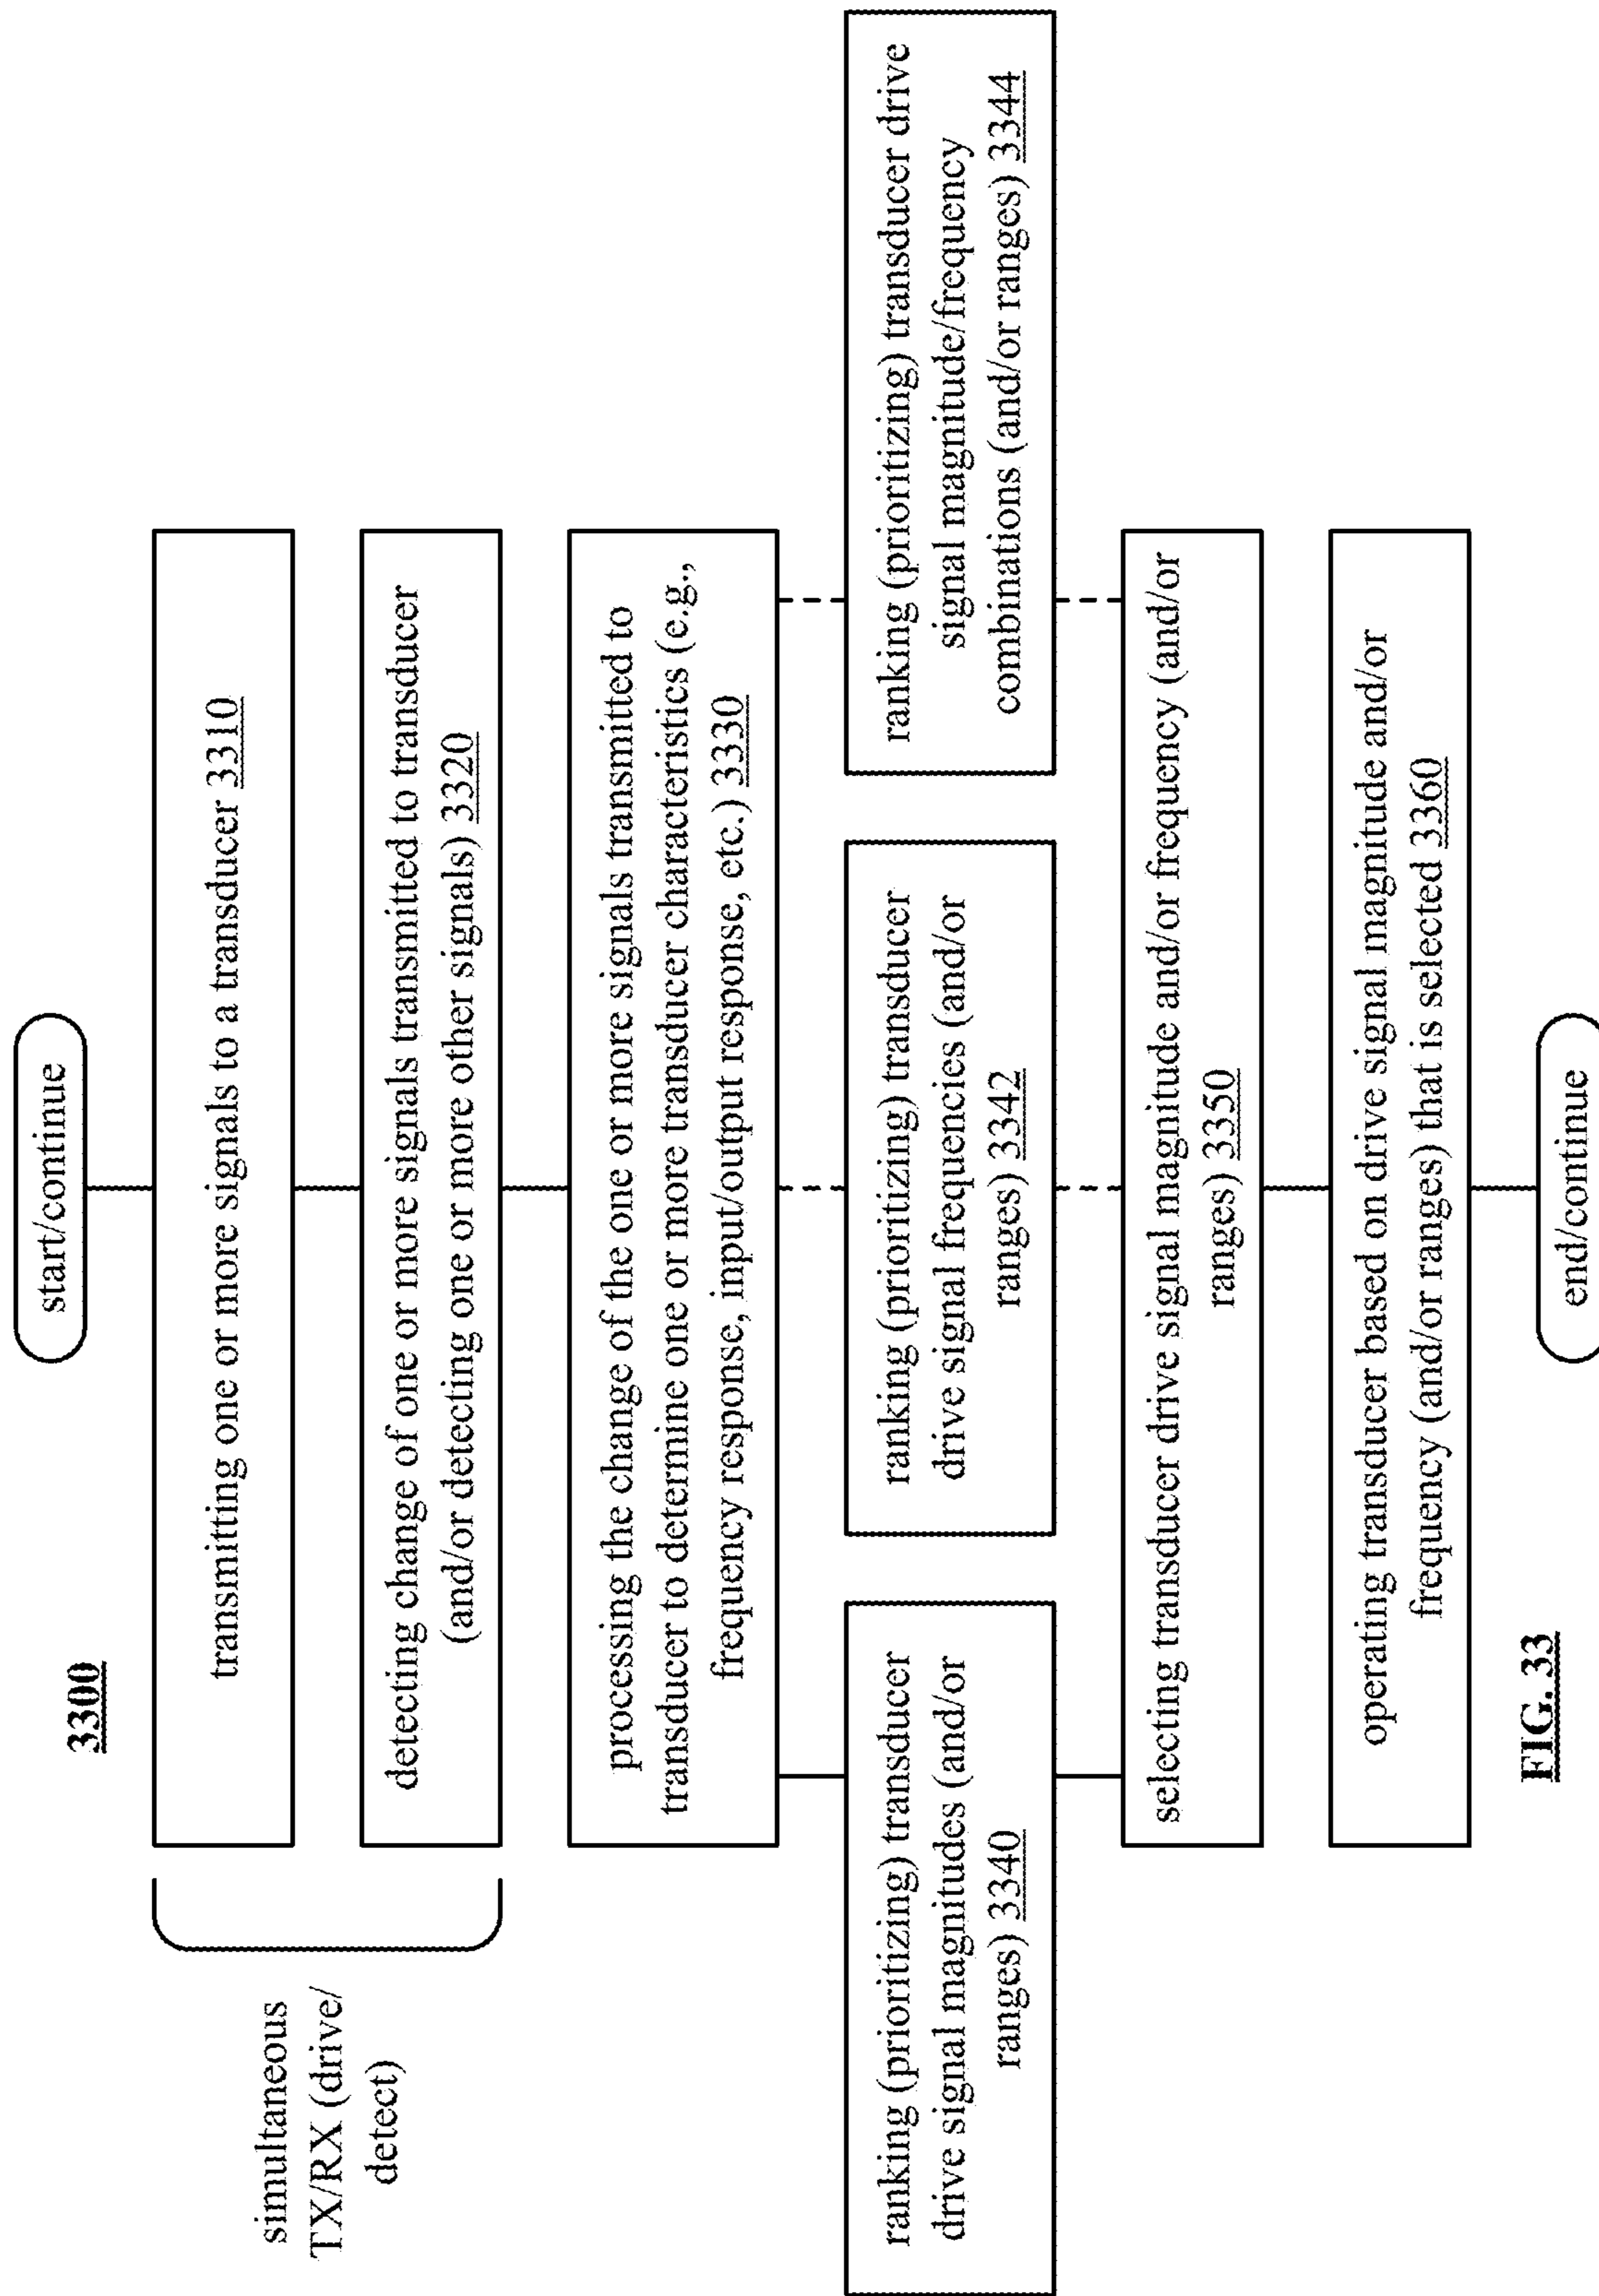 3300
start/continue
simultaneous
TX/RX (drive/
detect)
transmitting one or more signals to a transducer 3310
detecting change of one or more signals transmitted to transducer
(and/or detecting one or more other signals) 3320
processing the change of the one or more signals transmitted to
transducer to determine one or more transducer characteristics (e.g.,
frequency response, input/output response, etc.) 3330
ranking (prioritizing) transducer
drive signal magnitudes (and/or
ranges) 3340
ranking (prioritizing) transducer
drive signal frequencies (and/or
ranges) 3342
ranking (prioritizing) transducer drive
signal magnitude/frequency
combinations (and/or ranges) 3344
selecting transducer drive signal magnitude and/or frequency (and/or
ranges) 3350
operating transducer based on drive signal magnitude and/or
frequency (and/or ranges) that is selected 3360
end/continue
FIG. 33